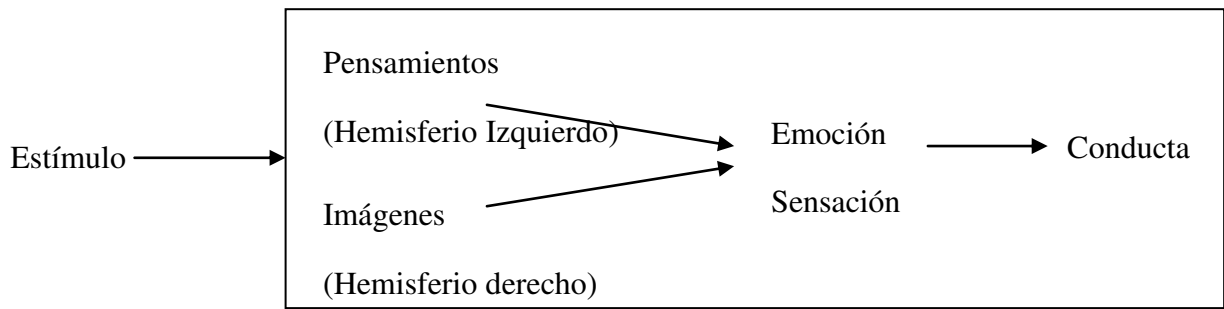 Estímulo
Pensamientos
(Hemisferio Izquierdo)
Imágenes
(Hemisferio derecho)
Emoción
Sensación
Conducta